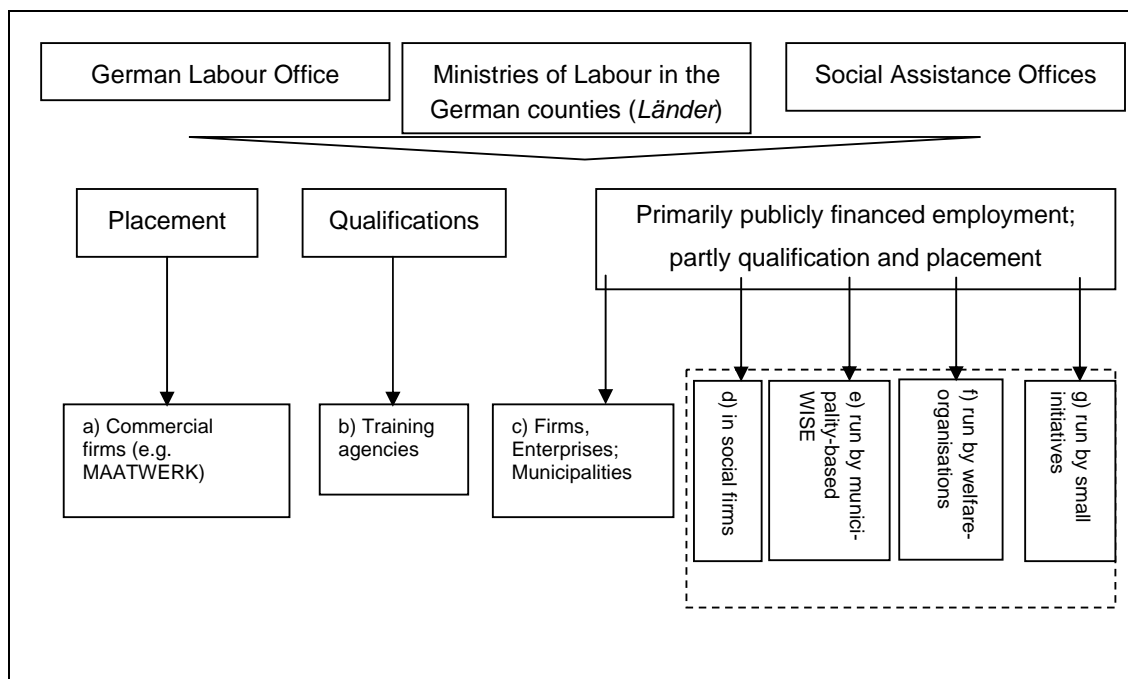 German Labour Office
Ministries of Labour in the
German counties (Länder)
Social Assistance Offices
Placement
Qualifications
Primarily publicly financed employment;
partly qualification and placement
a) Commercial
firms (e.g.
MAATWERK)
b) Training
agencies
c) Firms,
Enterprises;
Municipalities
d) in social firms
e) run by munici-
pality-based
WISE
f) run by welfare-
organisations
g) run by small
initiatives